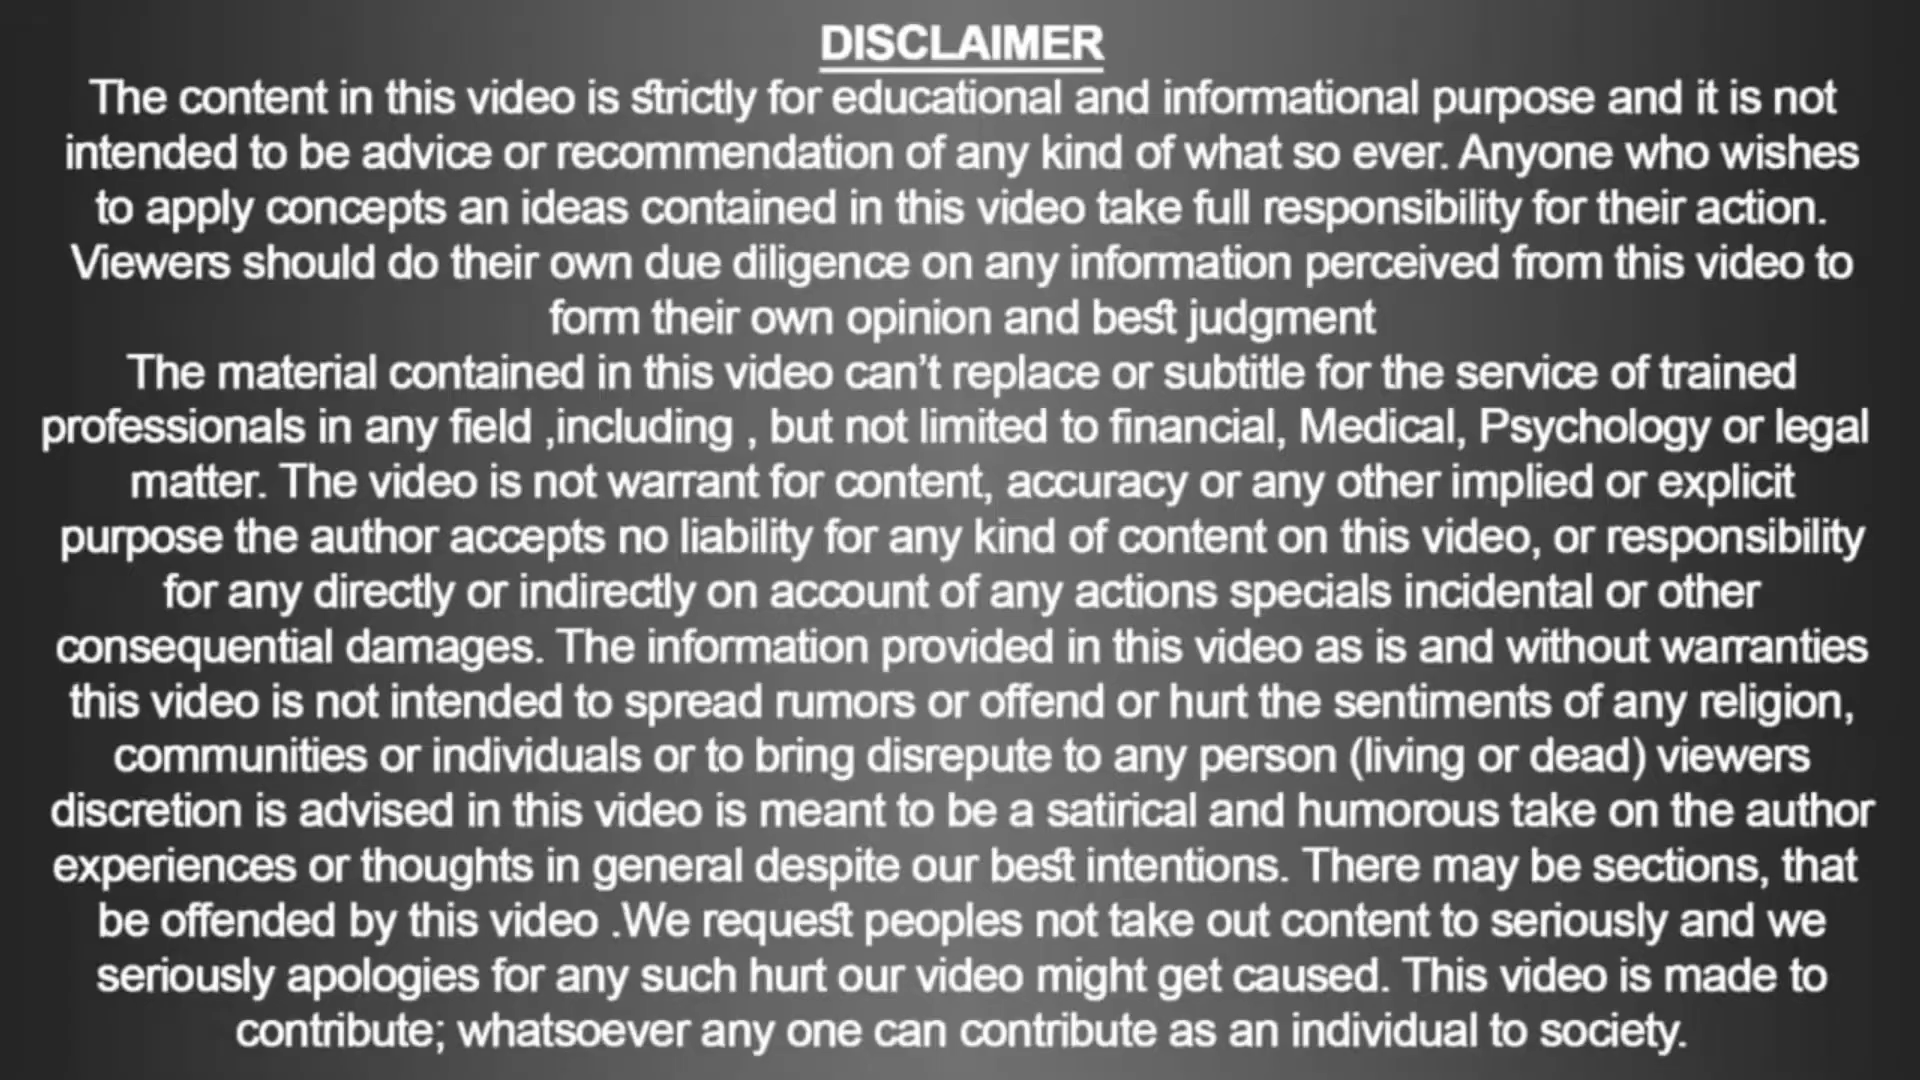 DISCLAIMER
The content in this video is strictly for educational and informational purpose and it is not
intended to be advice or recommendation of any kind of what so ever. Anyone who wishes
to apply concepts an ideas contained in this video take full responsibility for their action.
Viewers should do their own due diligence on any information perceived from this video to
form their own opinion and best judgment
The material contained in this video can't replace or subtitle for the service of trained
professionals in any field ,including , but not limited to financial, Medical, Psychology or legal
matter. The video is not warrant for content, accuracy or any other implied or explicit
purpose the author accepts no liability for any kind of content on this video, or responsibility
for any directly or indirectly on account of any actions specials incidental or other
consequential damages. The information provided in this video as is and without warranties
this video is not intended to spread rumors or offend or hurt the sentiments of any religion,
communities or individuals or to bring disrepute to any person (living or dead) viewers
discretion is advised in this video is meant to be a satirical and humorous take on the author
experiences or thoughts in general despite our best intentions. There may be sections, that
be offended by this video .We request peoples not take out content to seriously and we
seriously apologies for any such hurt our video might get caused. This video is made to
contribute; whatsoever any one can contribute as an individual to society.